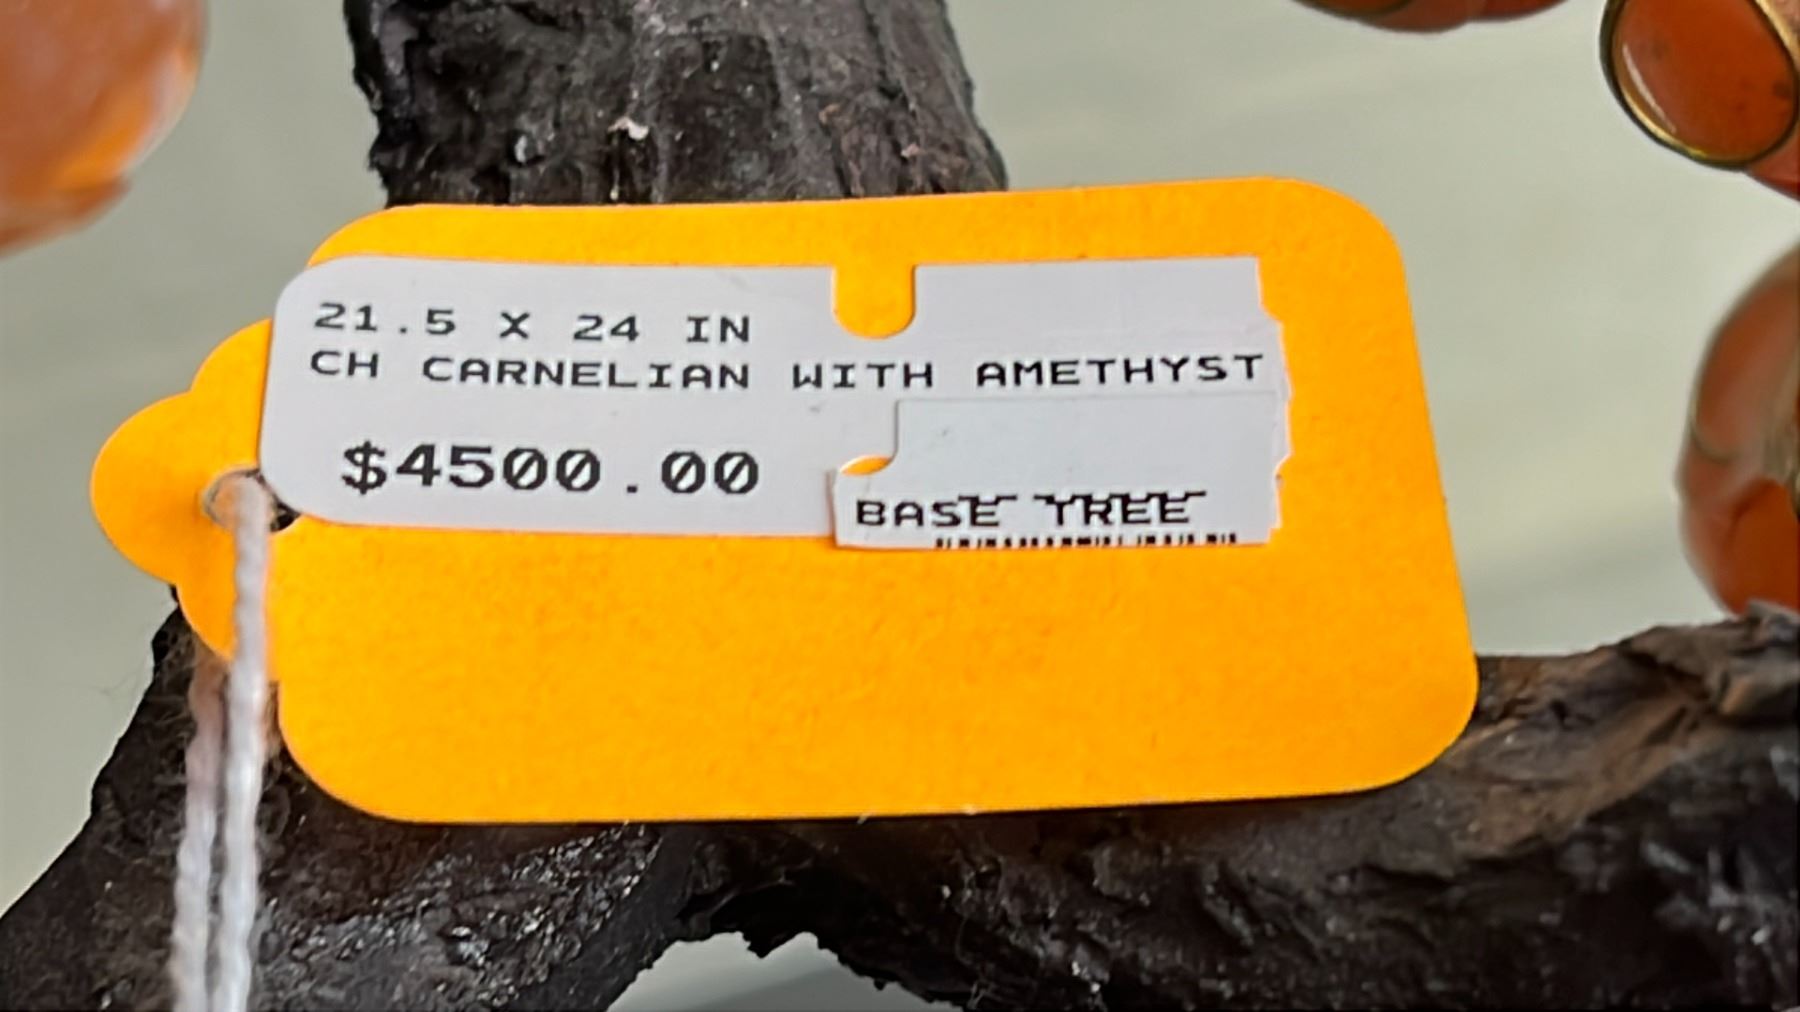 21.5 X 24 IN
CH CARNELIAN WITH AMETHYST
$4500.00
BASE TREE